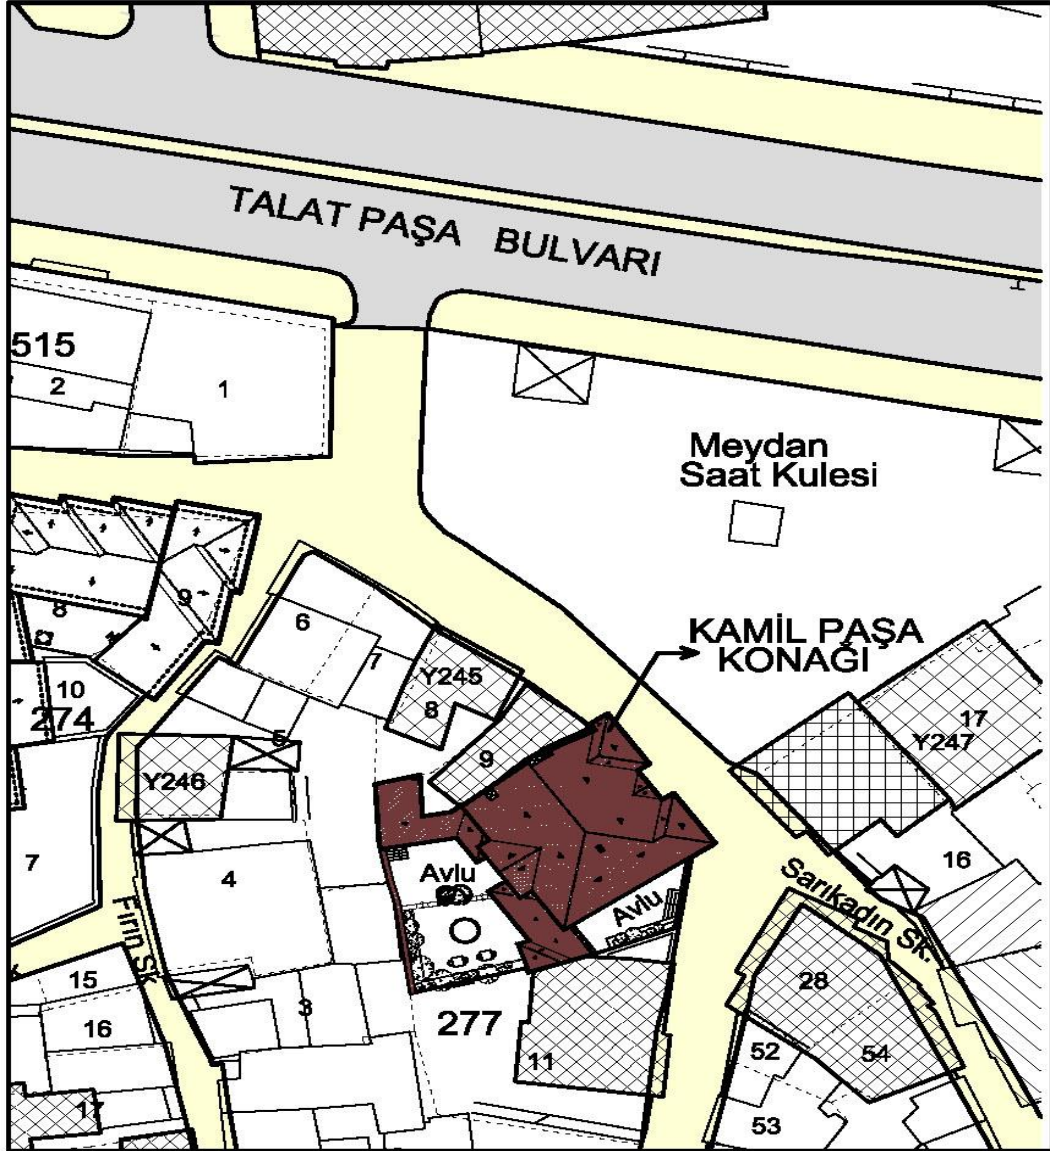 TALAT PAŞA BULVARI
515
2
1
Meydan
Saat Kulesi
KAMİL PAŞA
KONAĞI
6
7
Y245
8
9
8
9
10
274
5
Y246
17
Y247
7
4
Avlu
Avlu
16
Sarıkadın Sk.
Fırın Sk
15
16
3
277
11
28
54
52
53
17